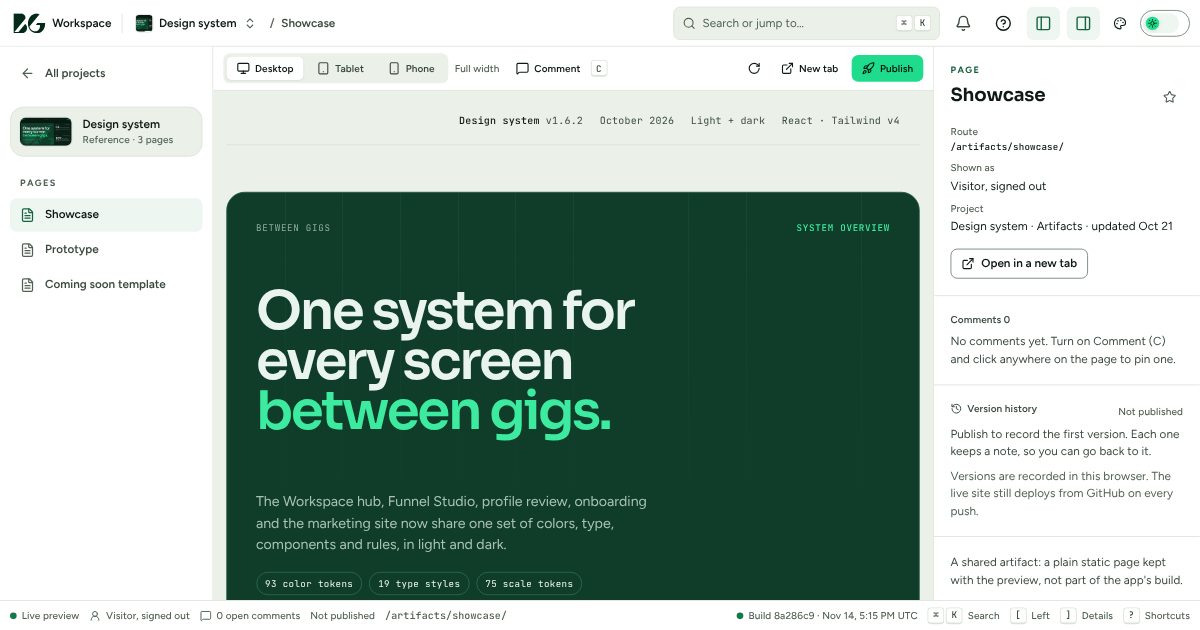 BG Workspace
Design system
/ Showcase
Search or jump to...
⌘ K
All projects
Design system
Reference · 3 pages
PAGES
Showcase
Prototype
Coming soon template
Desktop
Tablet
Phone
Full width
Comment C
New tab
Publish
Design system v1.6.2 October 2026 Light + dark React · Tailwind v4
BETWEEN GIGS
SYSTEM OVERVIEW
One system for
every screen
between gigs.
The Workspace hub, Funnel Studio, profile review, onboarding
and the marketing site now share one set of colors, type,
components and rules, in light and dark.
93 color tokens
19 type styles
75 scale tokens
PAGE
Showcase
Route
/artifacts/showcase/
Shown as
Visitor, signed out
Project
Design system · Artifacts · updated Oct 21
Open in a new tab
Comments 0
No comments yet. Turn on Comment (C)
and click anywhere on the page to pin one.
Version history
Not published
Publish to record the first version. Each one
keeps a note, so you can go back to it.
Versions are recorded in this browser. The
live site still deploys from GitHub on every
push.
A shared artifact: a plain static page kept
with the preview, not part of the app's build.
Live preview
Visitor, signed out
0 open comments
Not published
/artifacts/showcase/
Build 8a286c9 · Nov 14, 5:15 PM UTC
⌘ K Search
[ Left
] Details
? Shortcuts